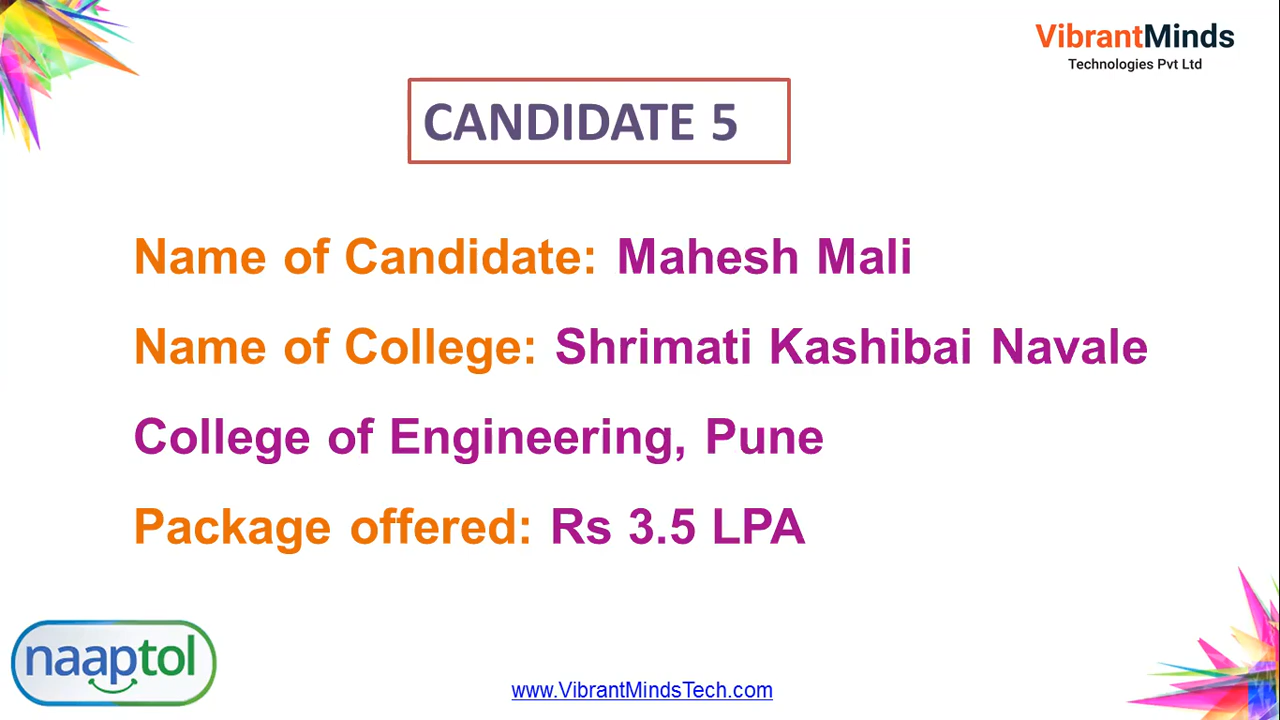 VibrantMinds
Technologies Pvt Ltd
CANDIDATE 5
Name of Candidate: Mahesh Mali
Name of College: Shrimati Kashibai Navale
College of Engineering, Pune
Package offered: Rs 3.5 LPA
naaptol
www.VibrantMindsTech.com